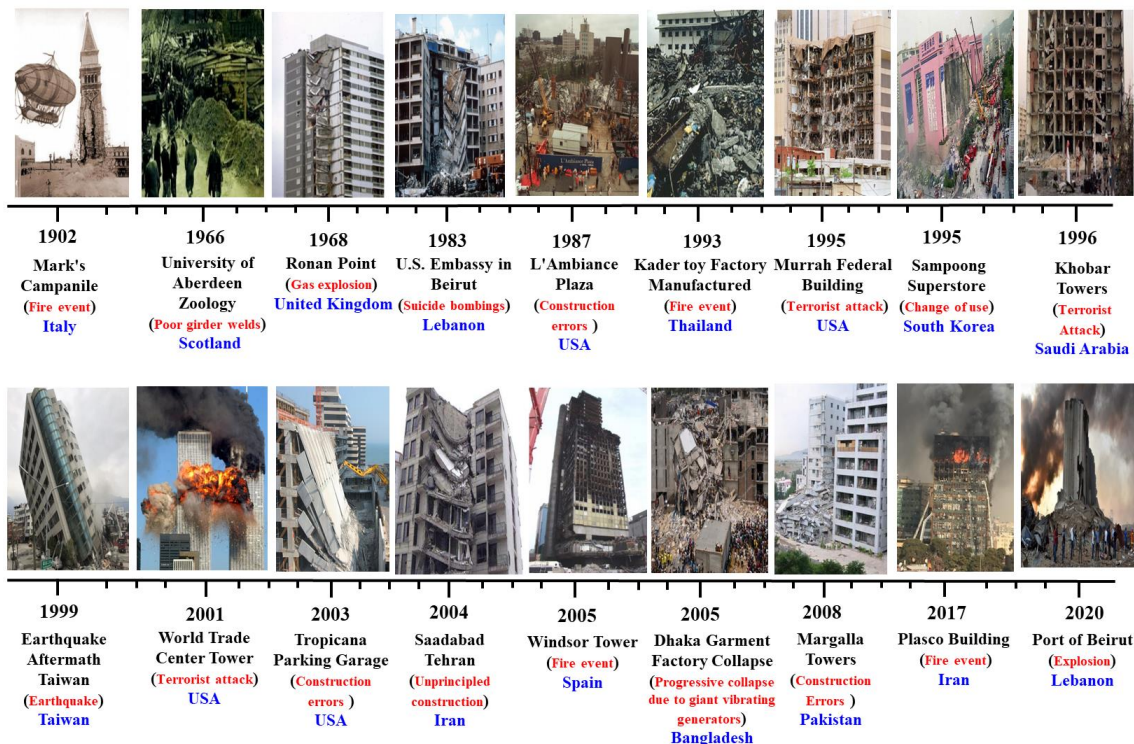 1902
Mark's
Campanile
(Fire event)
Italy
1966
University of
Aberdeen
Zoology
(Poor girder welds)
Scotland
1968
Ronan Point
(Gas explosion)
United Kingdom
1983
U.S. Embassy in
Beirut
(Suicide bombings)
Lebanon
L'Ambiance Plaza
1987
L'Ambiance
Plaza
(Construction
errors )
USA
1993
Kader toy Factory
Manufactured
(Fire event)
Thailand
1995
Murrah Federal
Building
(Terrorist attack)
USA
1995
Sampoong
Superstore
(Change of use)
South Korea
1996
Khobar
Towers
(Terrorist
Attack)
Saudi Arabia
1999
Earthquake
Aftermath
Taiwan
(Earthquake)
Taiwan
2001
World Trade
Center Tower
(Terrorist attack)
USA
2003
Tropicana
Parking Garage
(Construction
errors )
USA
2004
Saadabad
Tehran
(Unprincipled
construction)
Iran
2005
Windsor Tower
(Fire event)
Spain
2005
Dhaka Garment
Factory Collapse
(Progressive collapse
due to giant vibrating
generators)
Bangladesh
2008
Margalla
Towers
(Construction
Errors )
Pakistan
2017
Plasco Building
(Fire event)
Iran
2020
Port of Beirut
(Explosion)
Lebanon